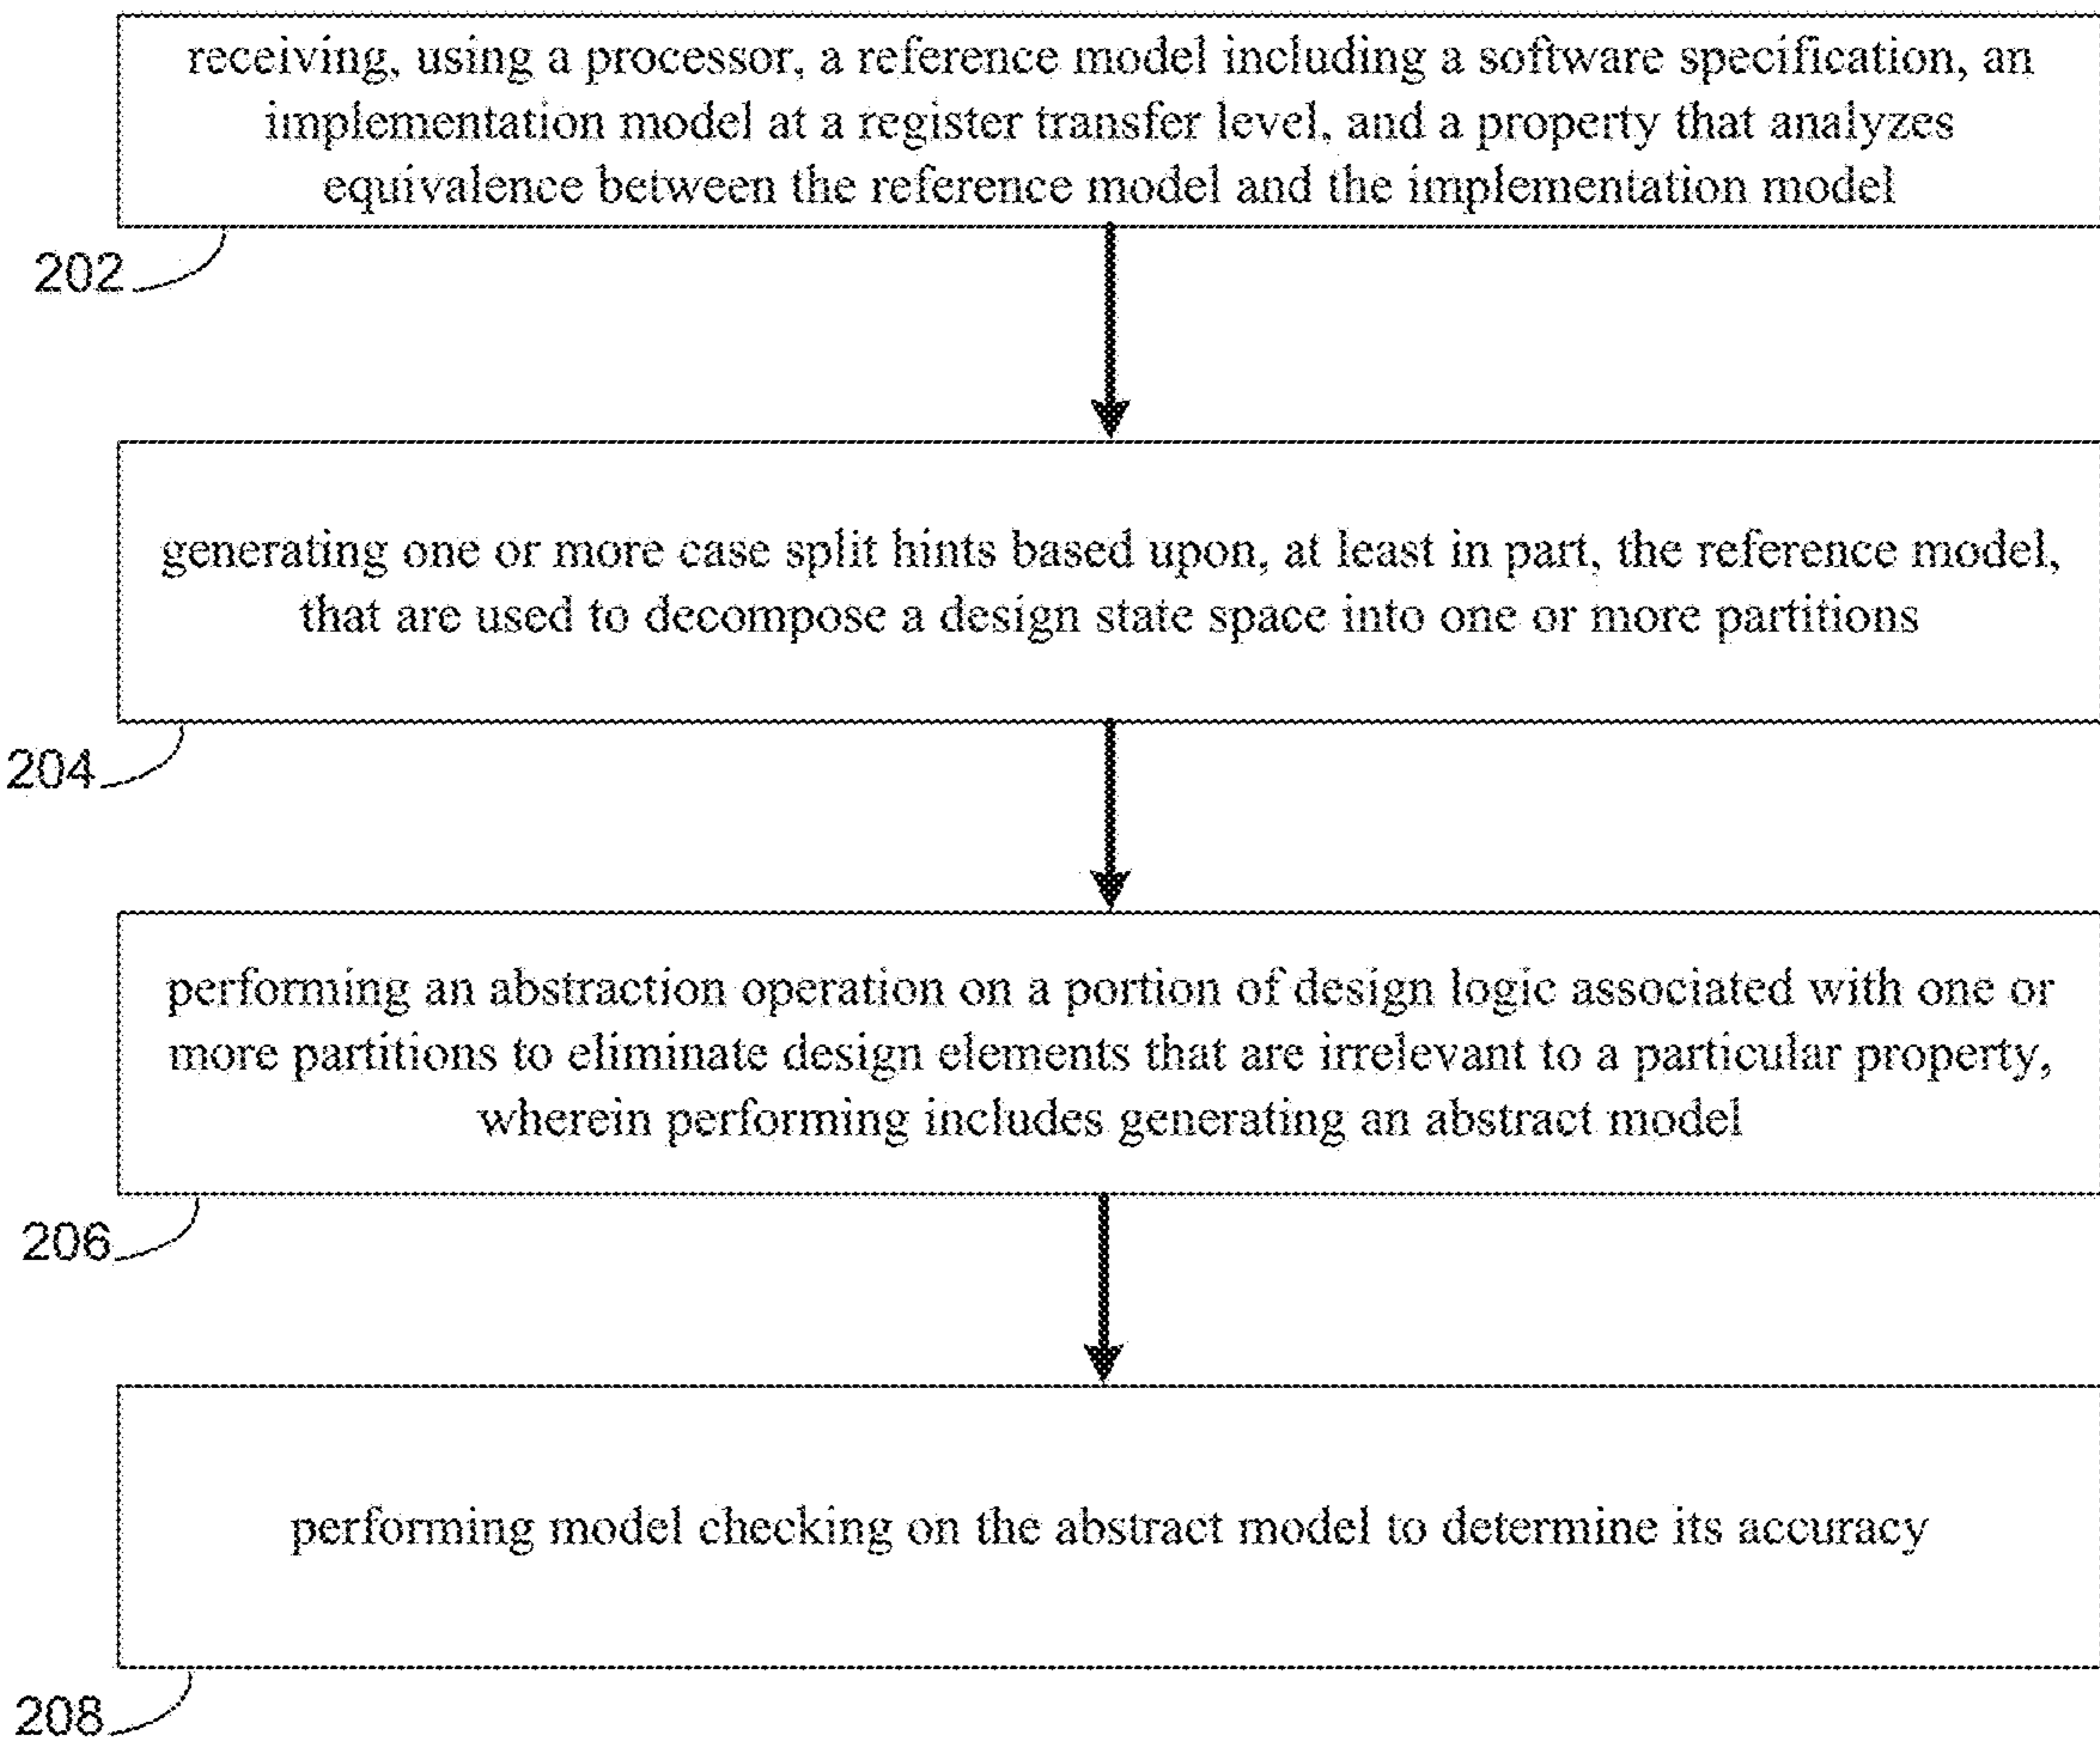 receiving, using a processor, a reference model including a software specification, an
implementation model at a register transfer level, and a property that analyzes
equivalence between the reference model and the implementation model
202
generating one or more case split hints based upon, at least in part, the reference model,
that are used to decompose a design state space into one or more partitions
204
performing an abstraction operation on a portion of design logic associated with one or
more partitions to eliminate design elements that are irrelevant to a particular property,
wherein performing includes generating an abstract model
206
performing model checking on the abstract model to determine its accuracy
208